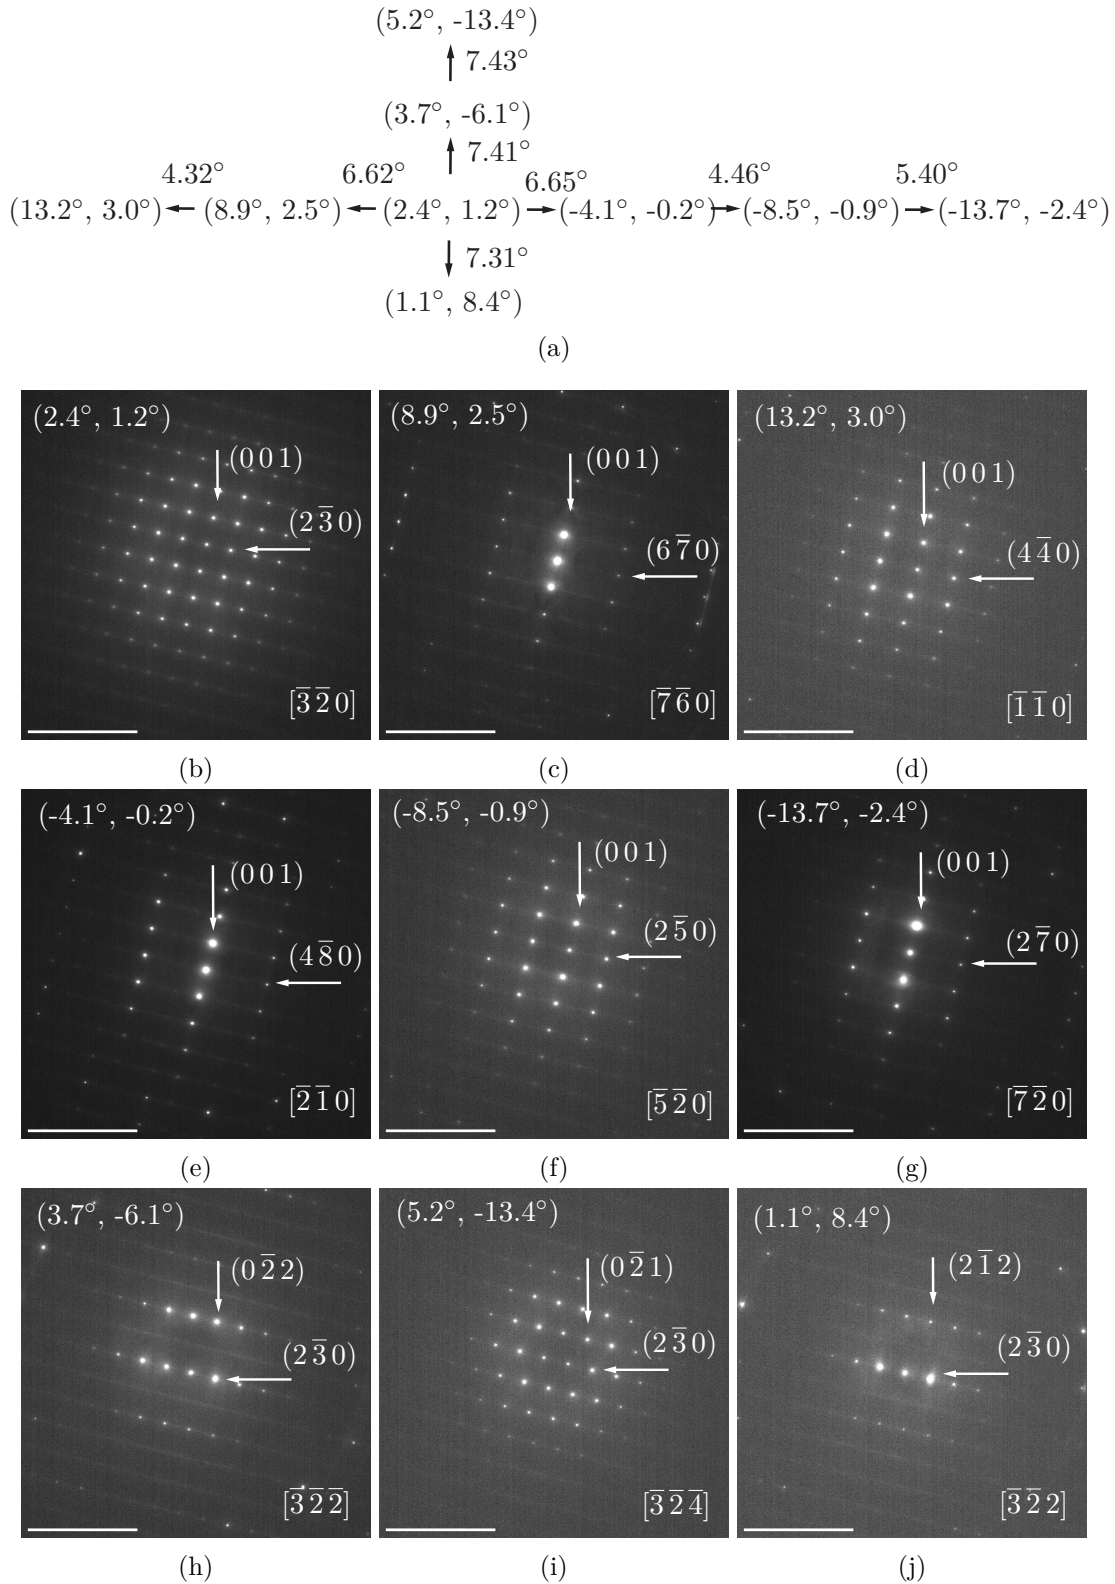 (5.2°, -13.4°)
7.43°
(3.7°, -6.1°)
7.41°
4.32° 6.62° 6.65° 4.46° 5.40°
(13.2°, 3.0°) (8.9°, 2.5°) (2.4°, 1.2°) (-4.1°, -0.2°) (-8.5°, -0.9°) (-13.7°, -2.4°)
7.31°
(1.1°, 8.4°)
(a)
(2.4°, 1.2°)
(0 0 1)
(2 3̅ 0)
[3̅ 2̅ 0]
(b)
(8.9°, 2.5°)
(0 0 1)
(6 7̅ 0)
[7̅ 6̅ 0]
(c)
(13.2°, 3.0°)
(0 0 1)
(4 4̅ 0)
[1̅ 1̅ 0]
(d)
(-4.1°, -0.2°)
(0 0 1)
(4 8̅ 0)
[2̅ 1̅ 0]
(e)
(-8.5°, -0.9°)
(0 0 1)
(2 5̅ 0)
[5̅ 2̅ 0]
(f)
(-13.7°, -2.4°)
(0 0 1)
(2 7̅ 0)
[7̅ 2̅ 0]
(g)
(3.7°, -6.1°)
(0 2̅ 2)
(2 3̅ 0)
[3̅ 2̅ 2̅]
(h)
(5.2°, -13.4°)
(0 2̅ 1)
(2 3̅ 0)
[3̅ 2̅ 4̅]
(i)
(1.1°, 8.4°)
(2 1̅ 2)
(2 3̅ 0)
[3̅ 2̅ 2]
(j)